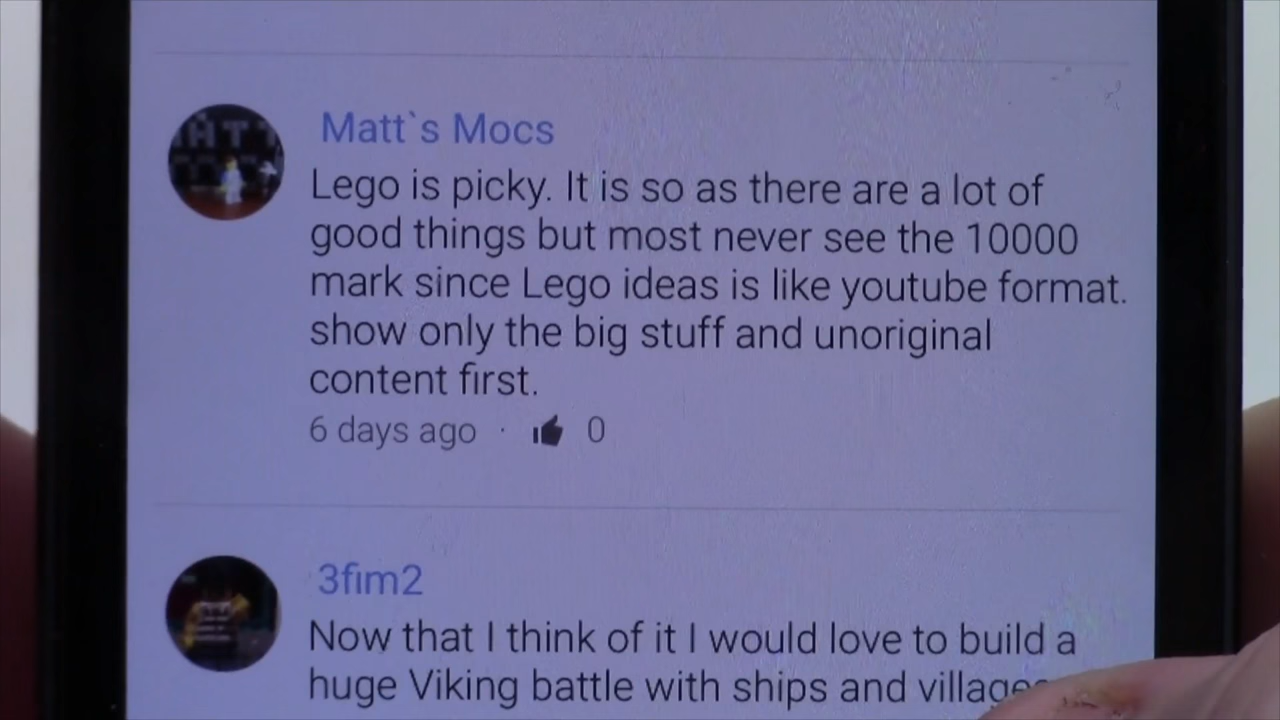 Matt`s Mocs
Lego is picky. It is so as there are a lot of
good things but most never see the 10000
mark since Lego ideas is like youtube format.
show only the big stuff and unoriginal
content first.
6 days ago · 0
3fim2
Now that I think of it I would love to build a
huge Viking battle with ships and